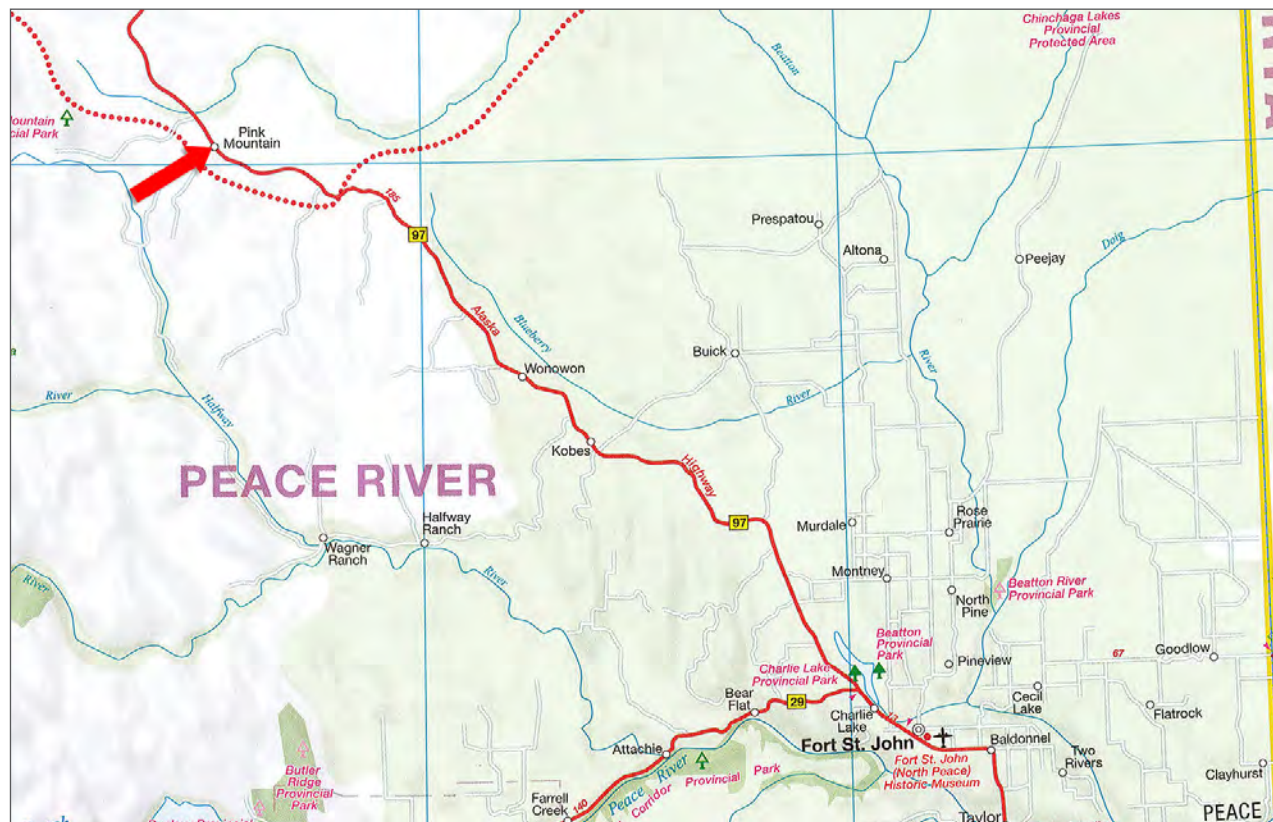 Chinchaga Lakes
Provincial
Protected Area
Beatton
Mountain
cial Park
Pink
Mountain
185
Prespatou
97
Altona
Peejay
Doig
Alaska
Blueberry
Buick
River
Wonowon
River
River
Halfway
Kobes
Highway
PEACE RIVER
97
Halfway
Ranch
Murdale
Rose
Prairie
Wagner
Ranch
River
River
Montney
North
Pine
Beatton River
Provincial Park
Beatton
Provincial
Park
67
Goodlow
Charlie Lake
Provincial Park
Pineview
Bear
Flat
29
Cecil
Lake
Charlie
Lake
Flatrock
Fort St. John
Baldonnel
Attachie
Two
Rivers
Fort St. John
(North Peace)
Historic Museum
Peace River
Corridor
Provincial
Park
Clayhurst
Butler
Ridge
Provincial
Park
Farrell
Creek
140
Taylor
PEACE